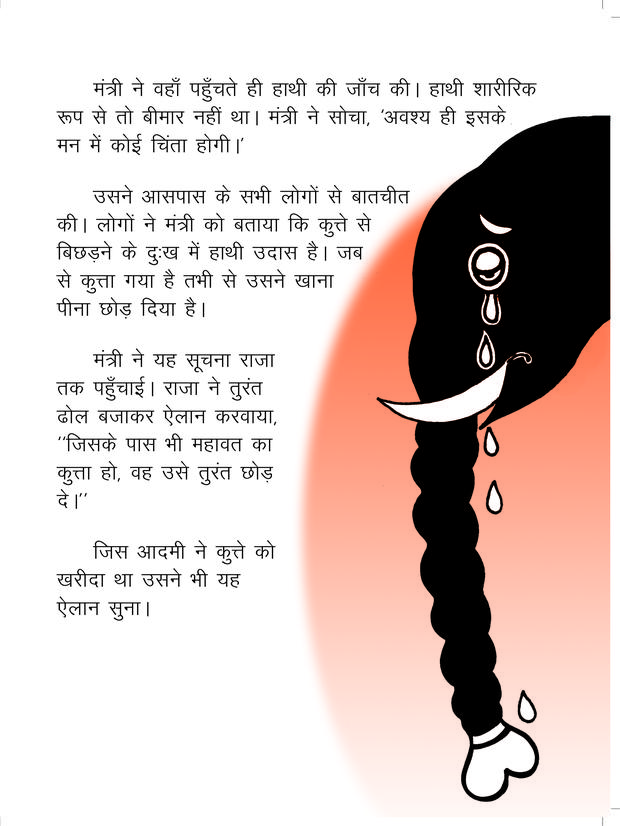 मंत्री ने वहाँ पहुँचते ही हाथी की जाँच की। हाथी शारीरिक
रूप से तो बीमार नहीं था। मंत्री ने सोचा, ‘अवश्य ही इसके
मन में कोई चिंता होगी।’
उसने आसपास के सभी लोगों से बातचीत
की। लोगों ने मंत्री को बताया कि कुत्ते से
बिछड़ने के दुःख में हाथी उदास है। जब
से कुत्ता गया है तभी से उसने खाना
पीना छोड़ दिया है।
मंत्री ने यह सूचना राजा
तक पहुँचाई। राजा ने तुरंत
ढोल बजाकर ऐलान करवाया,
‘‘जिसके पास भी महावत का
कुत्ता हो, वह उसे तुरंत छोड़
दे।’’
जिस आदमी ने कुत्ते को
खरीदा था उसने भी यह
ऐलान सुना।